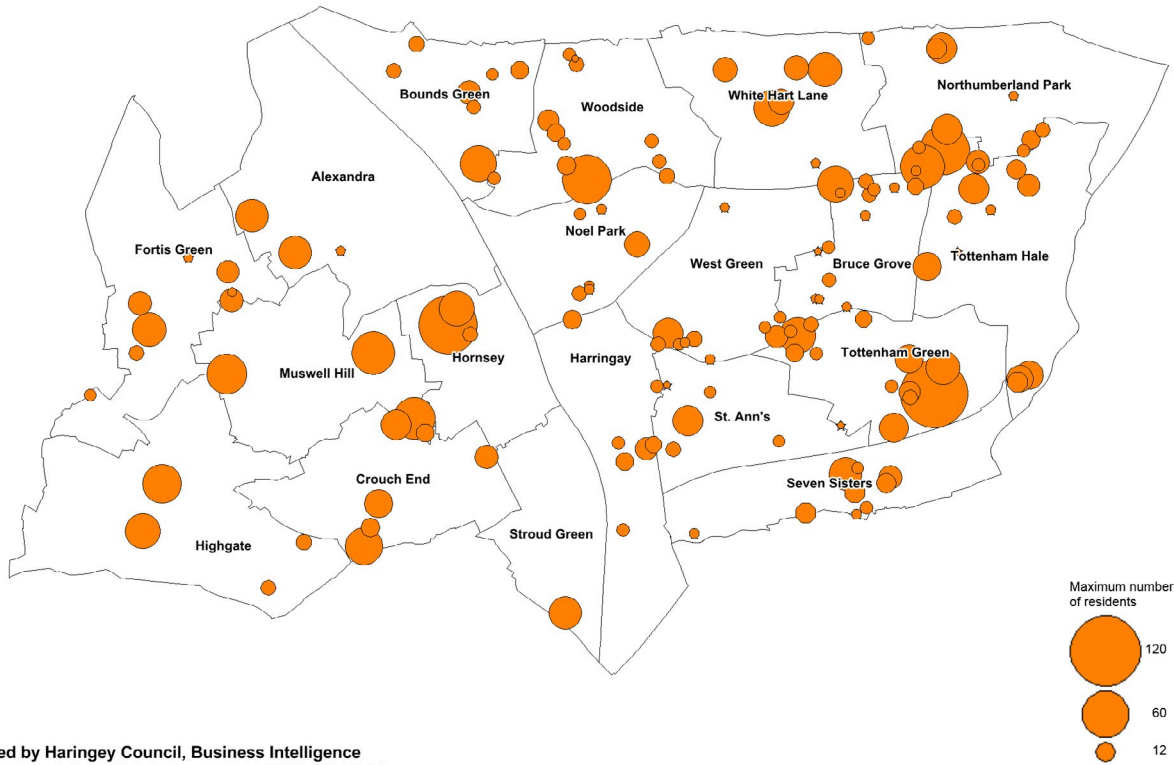 Northumberland Park
White Hart Lane
Bounds Green
Woodside
Alexandra
Fortis Green
Noel Park
West Green
Bruce Grove
Tottenham Hale
Hornsey
Harringay
Tottenham Green
Muswell Hill
St. Ann's
Crouch End
Seven Sisters
Stroud Green
Highgate
Maximum number
of residents
120
60
12
ed by Haringey Council, Business Intelligence